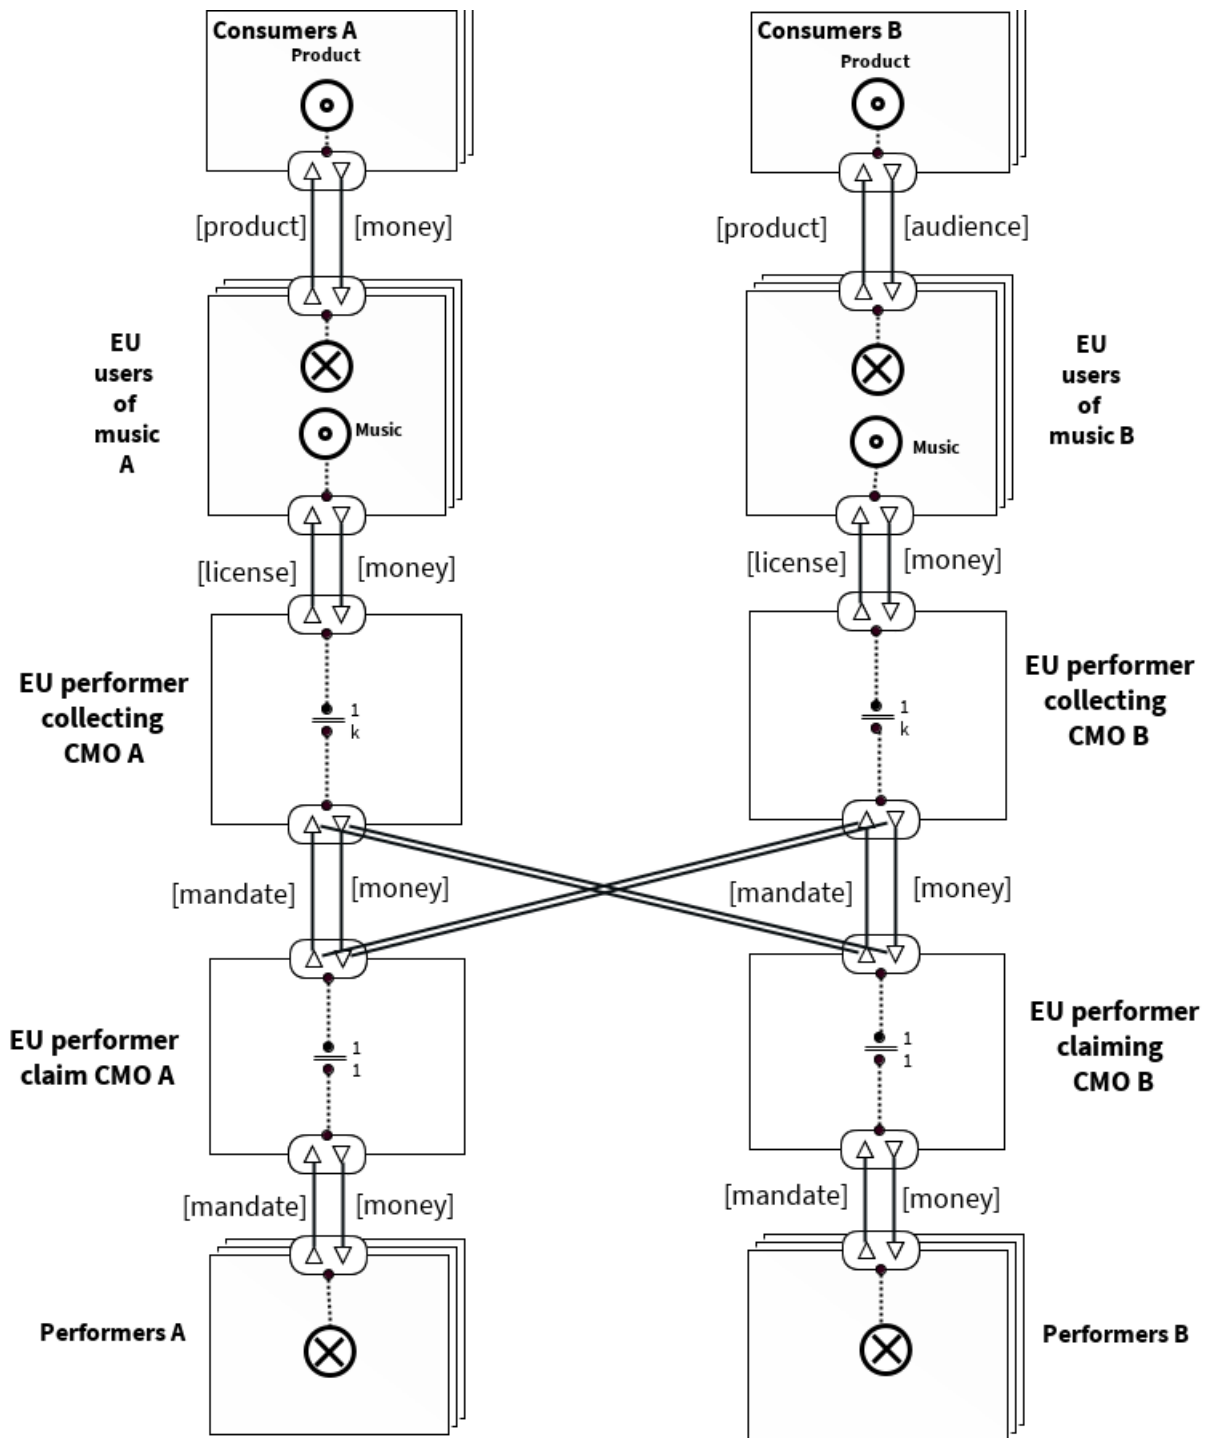 Consumers A
Product
Consumers B
Product
[product]
[money]
[product]
[audience]
EU
users
of
music
A
Music
EU
users
of
music B
Music
[license]
[money]
[license]
[money]
EU performer
collecting
CMO A
1
k
EU performer
collecting
CMO B
1
k
[mandate]
[money]
[mandate]
[money]
EU performer
claim CMO A
1
1
EU performer
claiming
CMO B
1
1
[mandate]
[money]
[mandate]
[money]
Performers A
Performers B